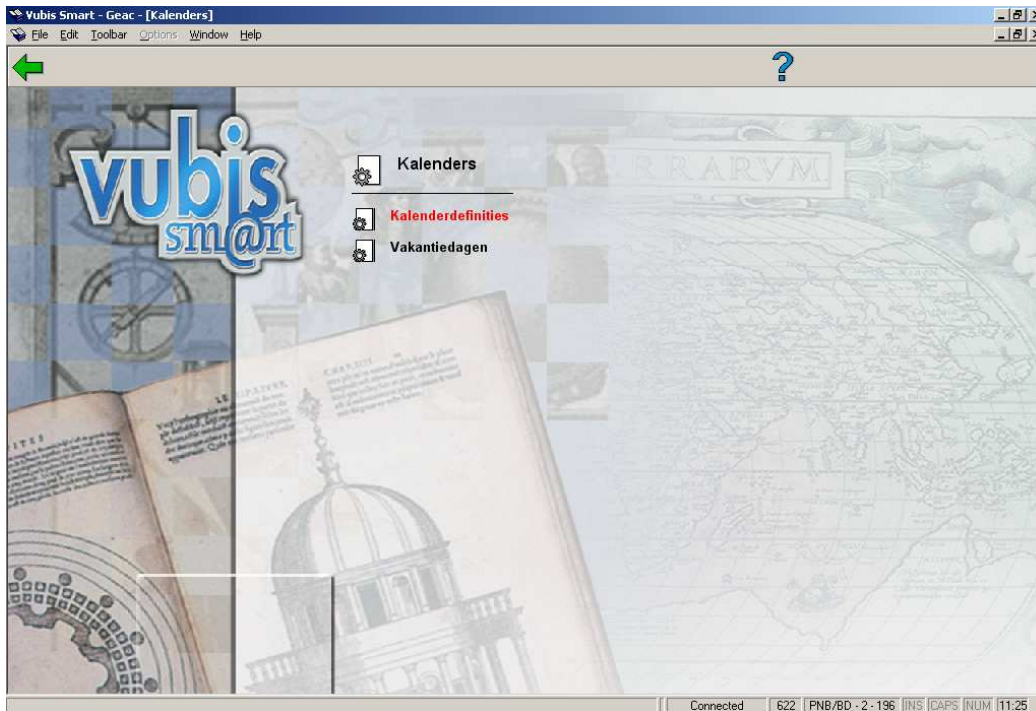 Vubis Smart - Geac - [Kalenders]
File Edit Toolbar Options Window Help
?
vubis
sm@rt
Kalenders
TERRARVM
Kalenderdefinities
Vakantiedagen
Connected 622 PNB/BD - 2 - 196 INS CAPS NUM 11:25